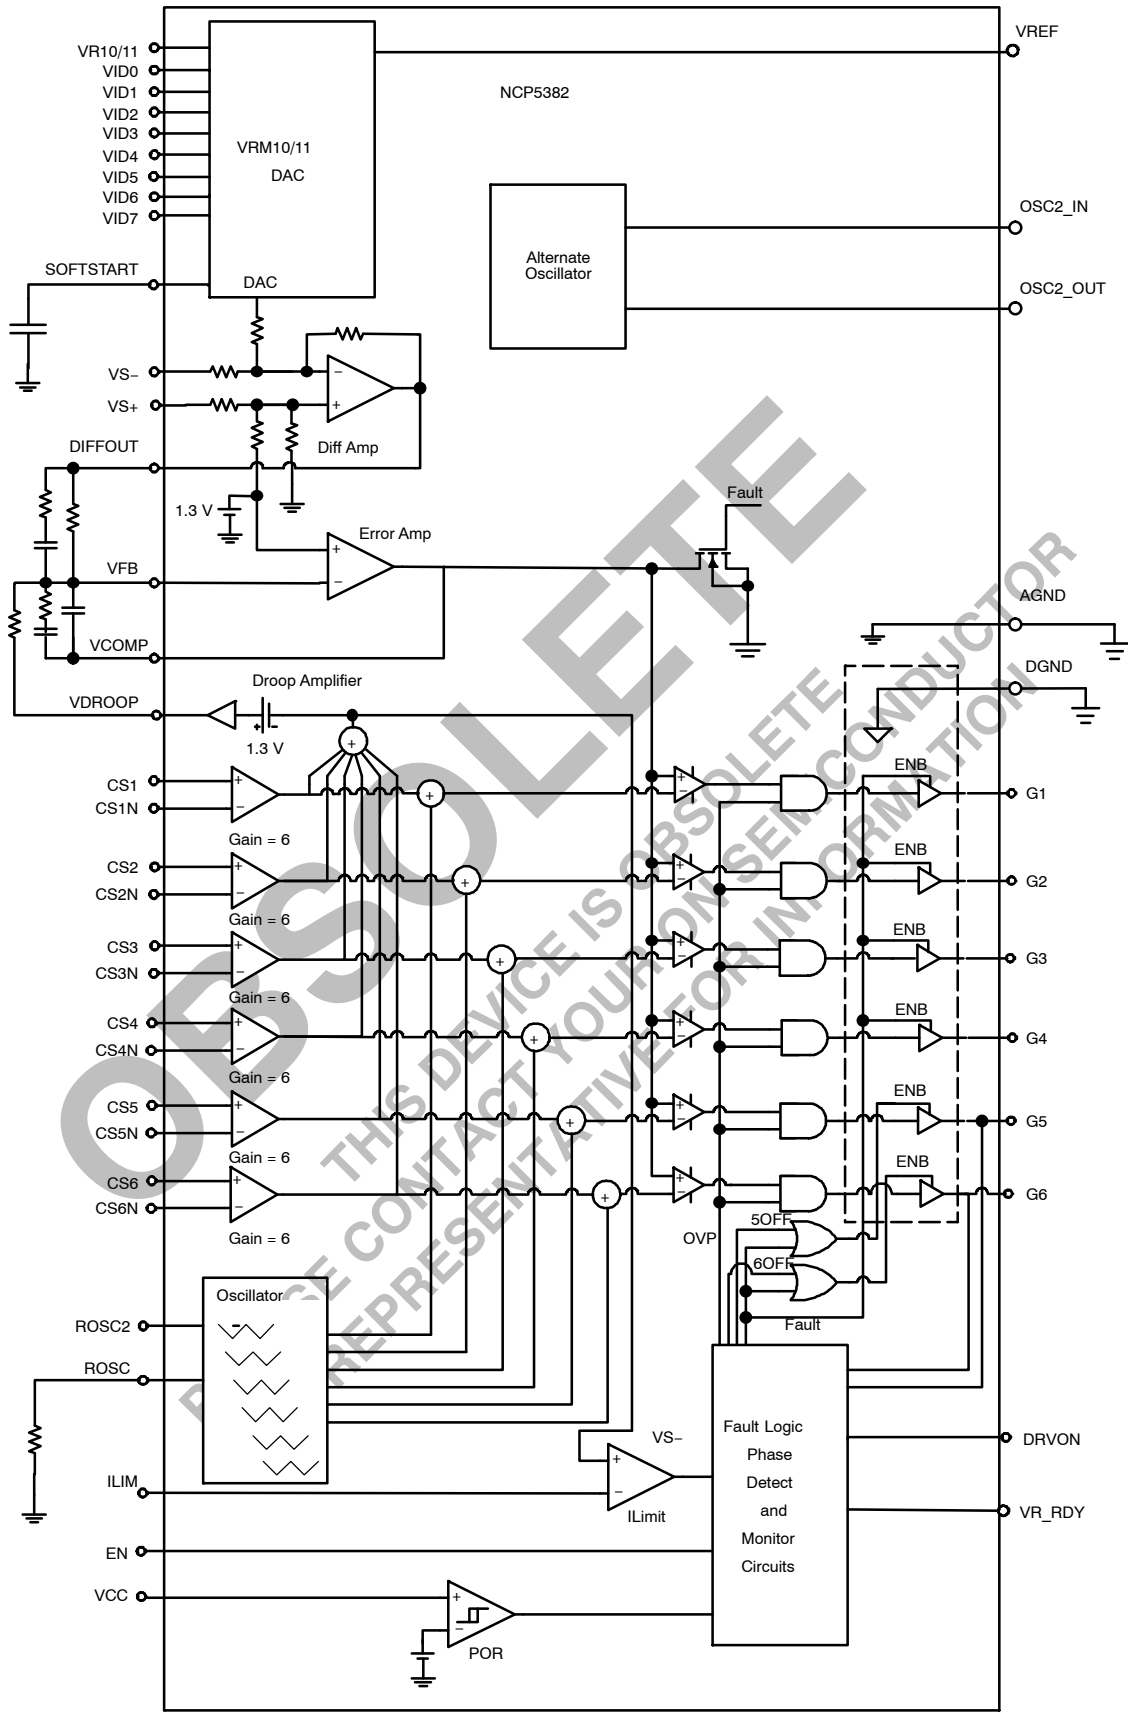 VR10/11
VREF
VID0
VID1
NCP5382
VID2
VID3
VRM10/11
DAC
VID4
VID5
VID6
VID7
OSC2_IN
Alternate
Oscillator
SOFTSTART
DAC
OSC2_OUT
VS–
–
VS+
+
DIFFOUT
Diff Amp
1.3 V
Fault
Error Amp
+
VFB
–
AGND
VCOMP
DGND
Droop Amplifier
VDROOP
+ -
1.3 V
+
CS1
CS1N
+
–
+
+
–
ENB
G1
Gain = 6
CS2
CS2N
+
–
+
+
–
ENB
G2
Gain = 6
CS3
CS3N
+
–
+
+
–
ENB
G3
Gain = 6
CS4
CS4N
+
–
+
+
–
ENB
G4
Gain = 6
CS5
CS5N
+
–
+
+
–
ENB
G5
Gain = 6
CS6
CS6N
+
–
+
+
–
ENB
G6
Gain = 6
OVP
5OFF
6OFF
Fault
Oscillator
ROSC2
ROSC
VS–
+
–
ILimit
ILIM
Fault Logic
Phase
Detect
and
Monitor
Circuits
DRVON
VR_RDY
EN
VCC
+
–
POR
OBSOLETE
THIS DEVICE IS OBSOLETE
CONTACT YOUR ON SEMICONDUCTOR
REPRESENTATIVE FOR INFORMATION